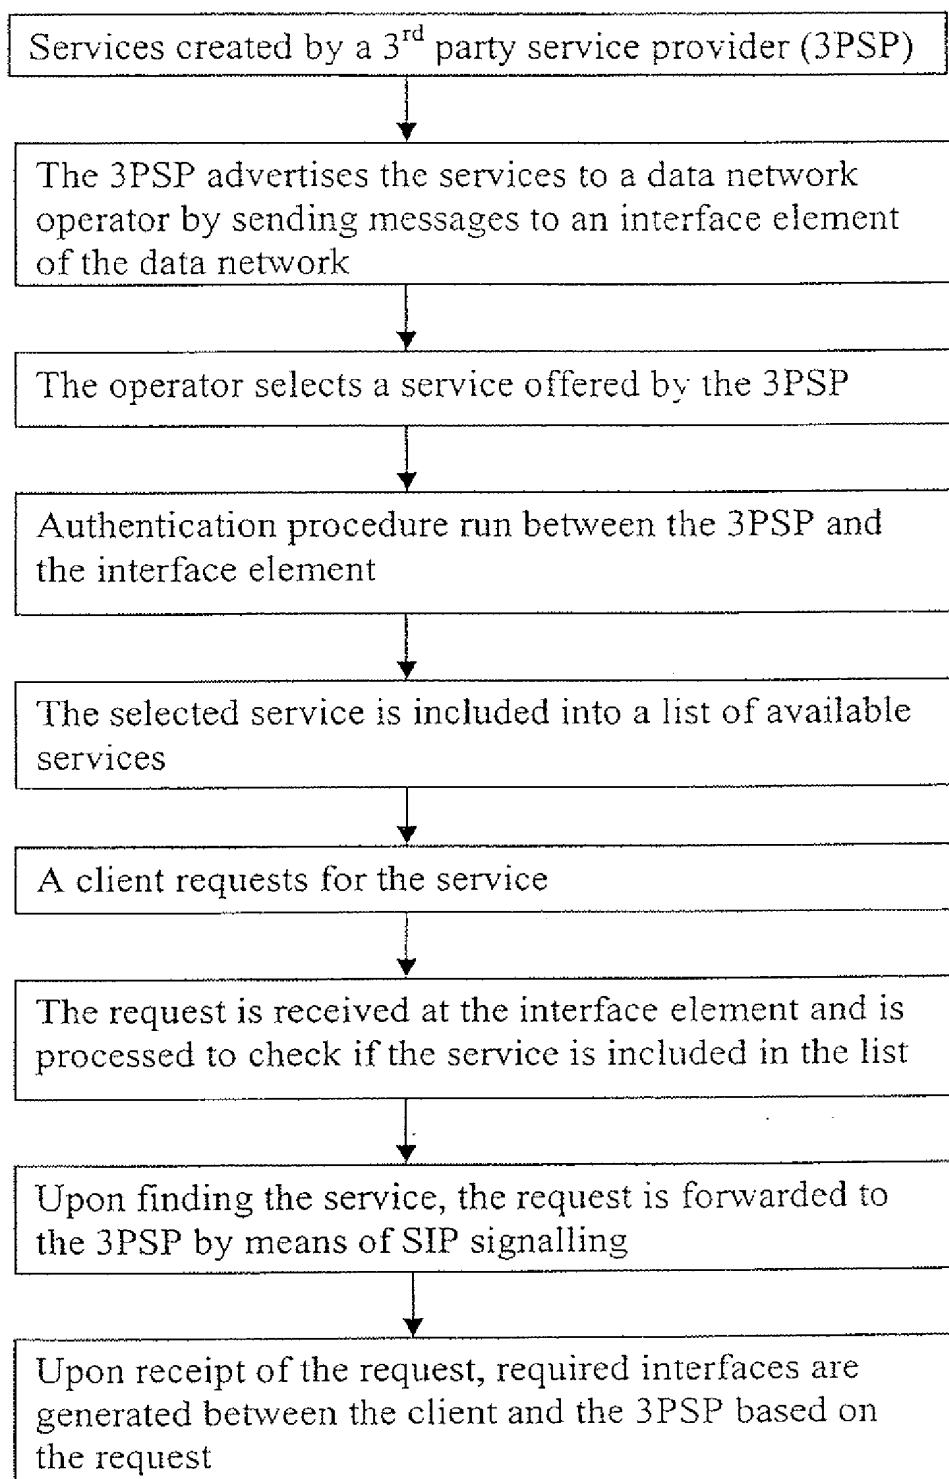 Services created by a 3rd party service provider (3PSP)
The 3PSP advertises the services to a data network
operator by sending messages to an interface element
of the data network
The operator selects a service offered by the 3PSP
Authentication procedure run between the 3PSP and
the interface element
The selected service is included into a list of available
services
A client requests for the service
The request is received at the interface element and is
processed to check if the service is included in the list
Upon finding the service, the request is forwarded to
the 3PSP by means of SIP signalling
Upon receipt of the request, required interfaces are
generated between the client and the 3PSP based on
the request